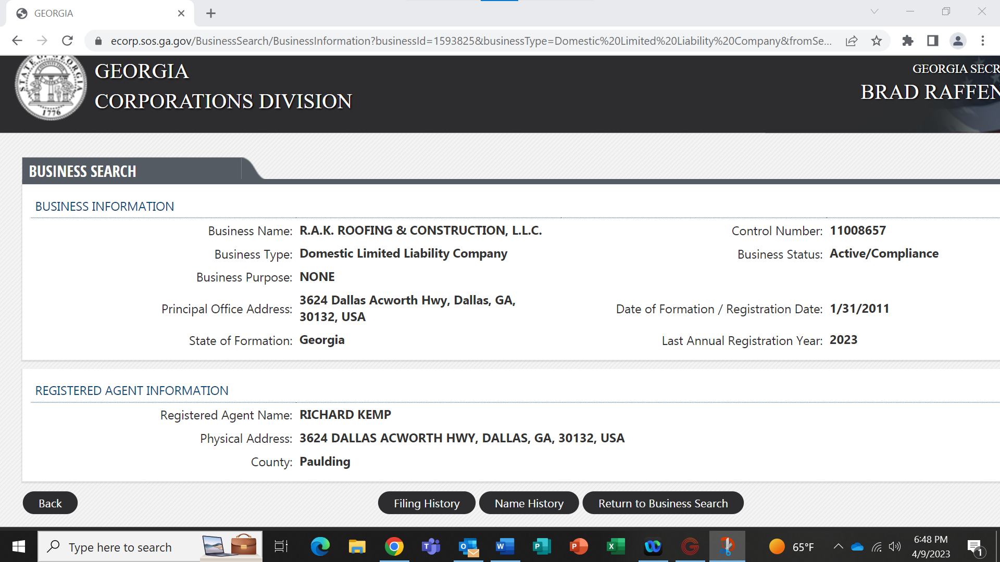 GEORGIA
ecorp.sos.ga.gov/BusinessSearch/BusinessInformation?businessId=1593825&businessType=Domestic%20Limited%20Liability%20Company&fromSe...
STATE OF GEORGIA
1776
GEORGIA
CORPORATIONS DIVISION
GEORGIA SECR
BRAD RAFFEN
BUSINESS SEARCH
BUSINESS INFORMATION
Business Name: R.A.K. ROOFING & CONSTRUCTION, L.L.C. Control Number: 11008657
Business Type: Domestic Limited Liability Company Business Status: Active/Compliance
Business Purpose: NONE
Principal Office Address: 3624 Dallas Acworth Hwy, Dallas, GA,
30132, USA
Date of Formation / Registration Date: 1/31/2011
State of Formation: Georgia Last Annual Registration Year: 2023
REGISTERED AGENT INFORMATION
Registered Agent Name: RICHARD KEMP
Physical Address: 3624 DALLAS ACWORTH HWY, DALLAS, GA, 30132, USA
County: Paulding
Back Filing History Name History Return to Business Search
Type here to search
65°F
6:48 PM
4/9/2023
1